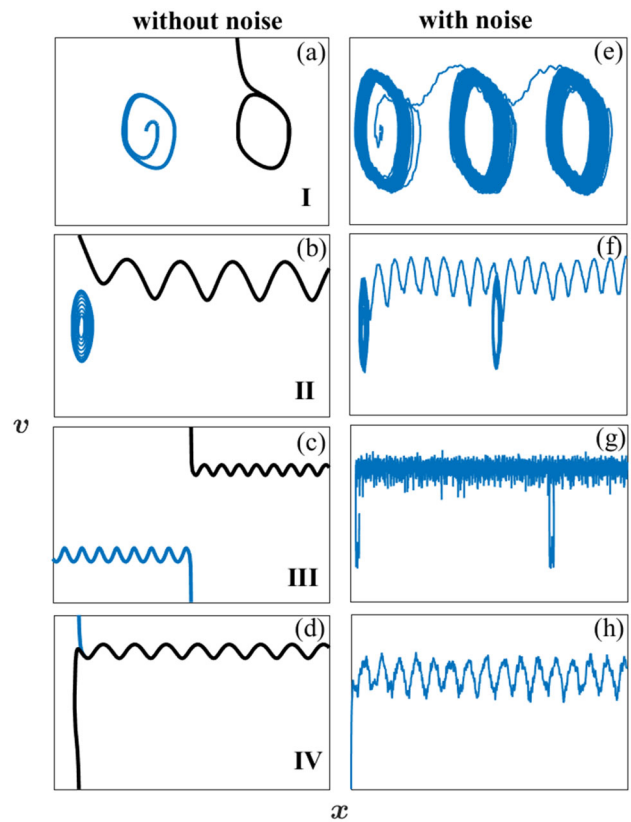 without noise with noise
(a) (e)
I
(b) (f)
II
v
(c) (g)
III
(d) (h)
IV
x